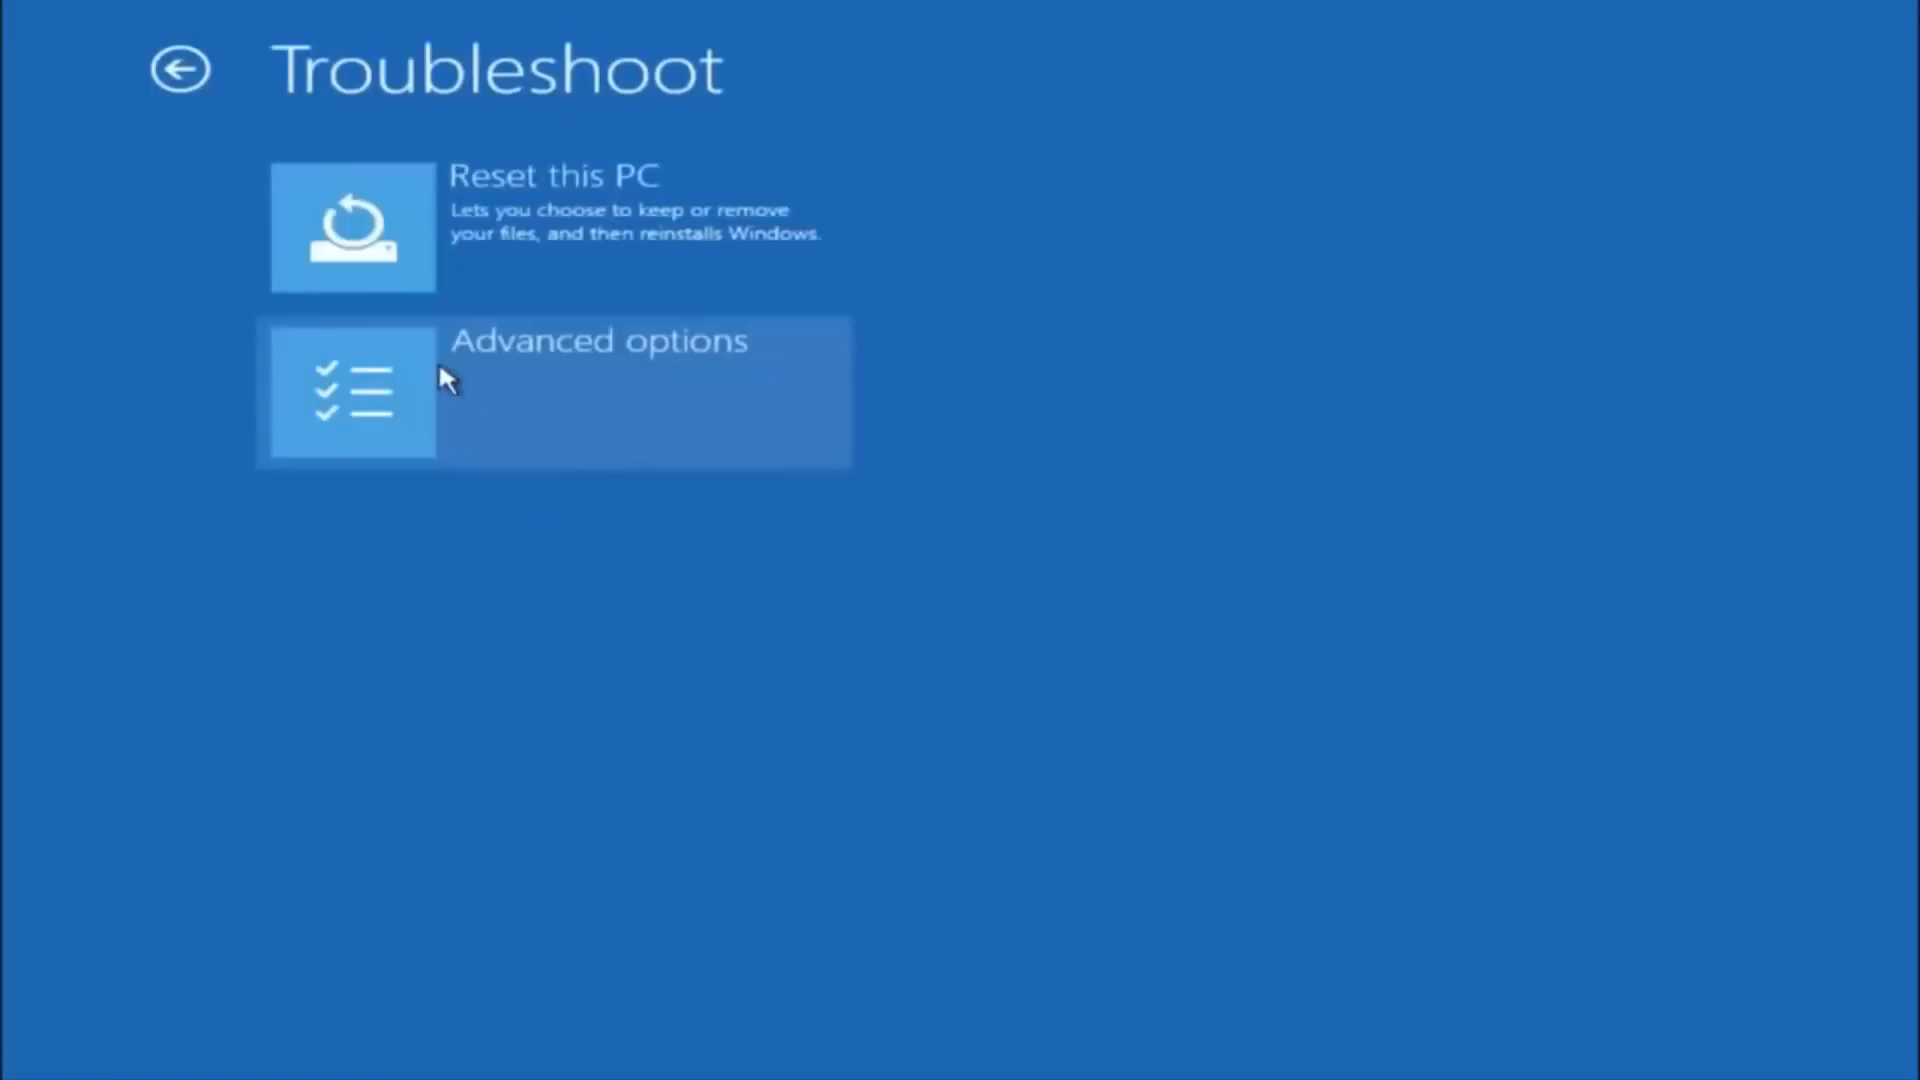 Troubleshoot
Reset this PC
Lets you choose to keep or remove
your files, and then reinstalls Windows.
Advanced options